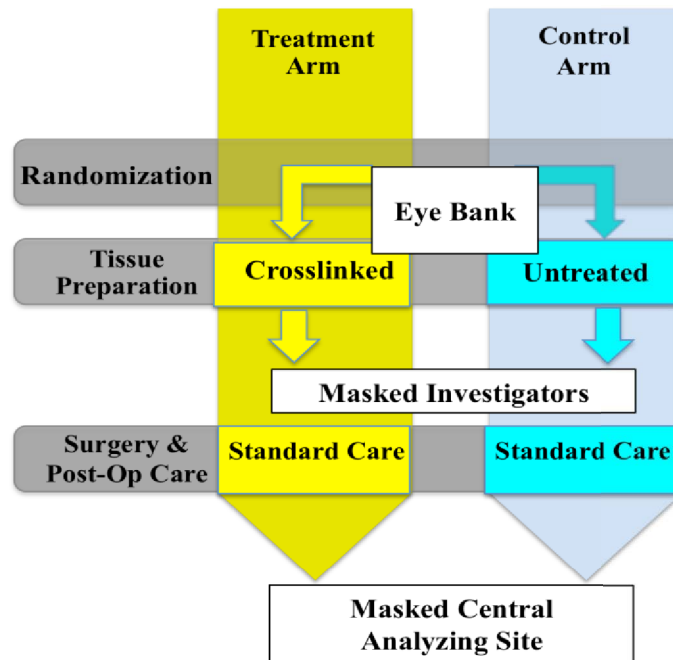 Treatment
Arm
Control
Arm
Randomization
Eye Bank
Tissue
Preparation
Crosslinked
Untreated
Masked Investigators
Surgery &
Post-Op Care
Standard Care
Standard Care
Masked Central
Analyzing Site